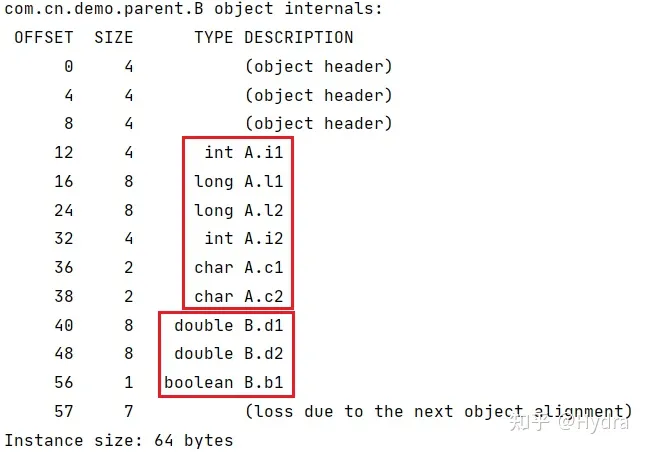 com.cn.demo.parent.B object internals:
OFFSET SIZE TYPE DESCRIPTION
0 4 (object header)
4 4 (object header)
8 4 (object header)
12 4 int A.i1
16 8 long A.l1
24 8 long A.l2
32 4 int A.i2
36 2 char A.c1
38 2 char A.c2
40 8 double B.d1
48 8 double B.d2
56 1 boolean B.b1
57 7 (loss due to the next object alignment)
Instance size: 64 bytes
知乎 @Hydra